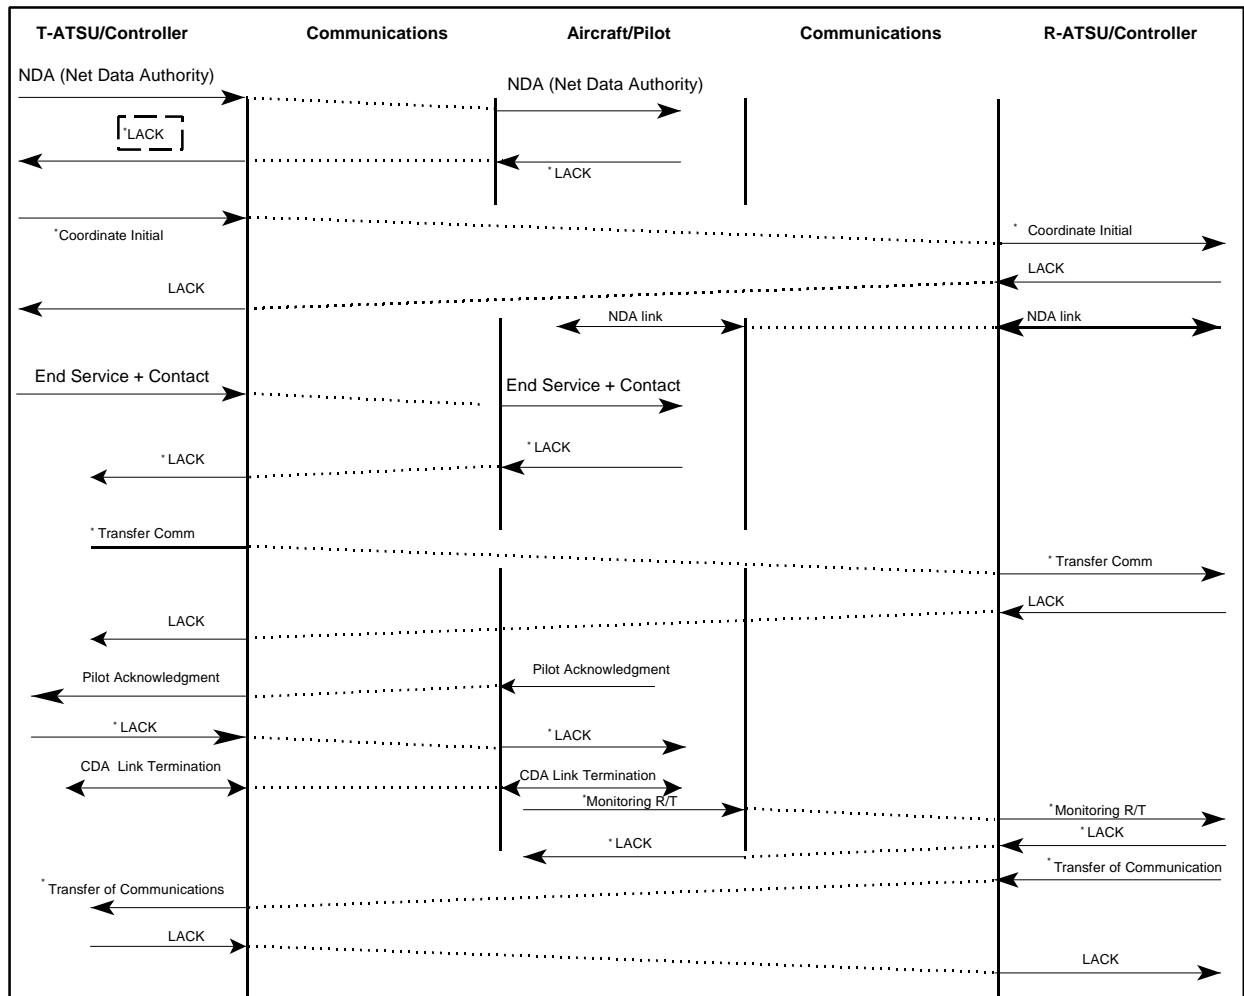 T-ATSU/Controller
Communications
Aircraft/Pilot
Communications
R-ATSU/Controller
NDA (Net Data Authority)
NDA (Net Data Authority)
*LACK
* LACK
*Coordinate Initial
* Coordinate Initial
LACK
LACK
NDA link
NDA link
End Service + Contact
End Service + Contact
* LACK
* LACK
* Transfer Comm
* Transfer Comm
LACK
LACK
Pilot Acknowledgment
Pilot Acknowledgment
* LACK
* LACK
CDA Link Termination
CDA Link Termination
*Monitoring R/T
*Monitoring R/T
* LACK
* LACK
* Transfer of Communication
* Transfer of Communications
LACK
LACK